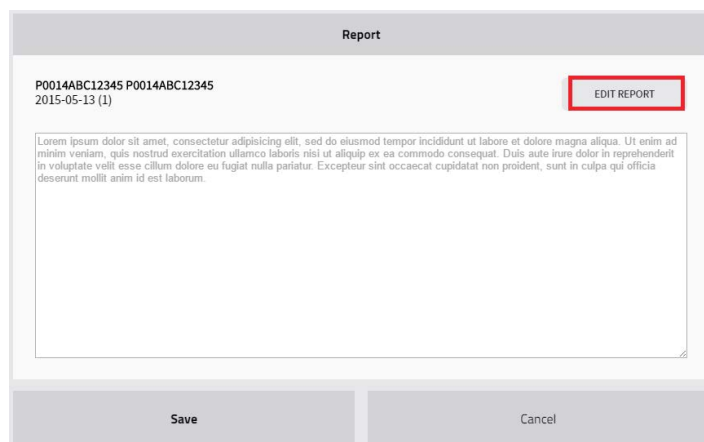 Report
P0014ABC12345 P0014ABC12345
2015-05-13 (1)
EDIT REPORT
Lorem ipsum dolor sit amet, consectetur adipisicing elit, sed do eiusmod tempor incididunt ut labore et dolore magna aliqua. Ut enim ad
minim veniam, quis nostrud exercitation ullamco laboris nisi ut aliquip ex ea commodo consequat. Duis aute irure dolor in reprehenderit
in voluptate velit esse cillum dolore eu fugiat nulla pariatur. Excepteur sint occaecat cupidatat non proident, sunt in culpa qui officia
deserunt mollit anim id est laborum.
Save
Cancel